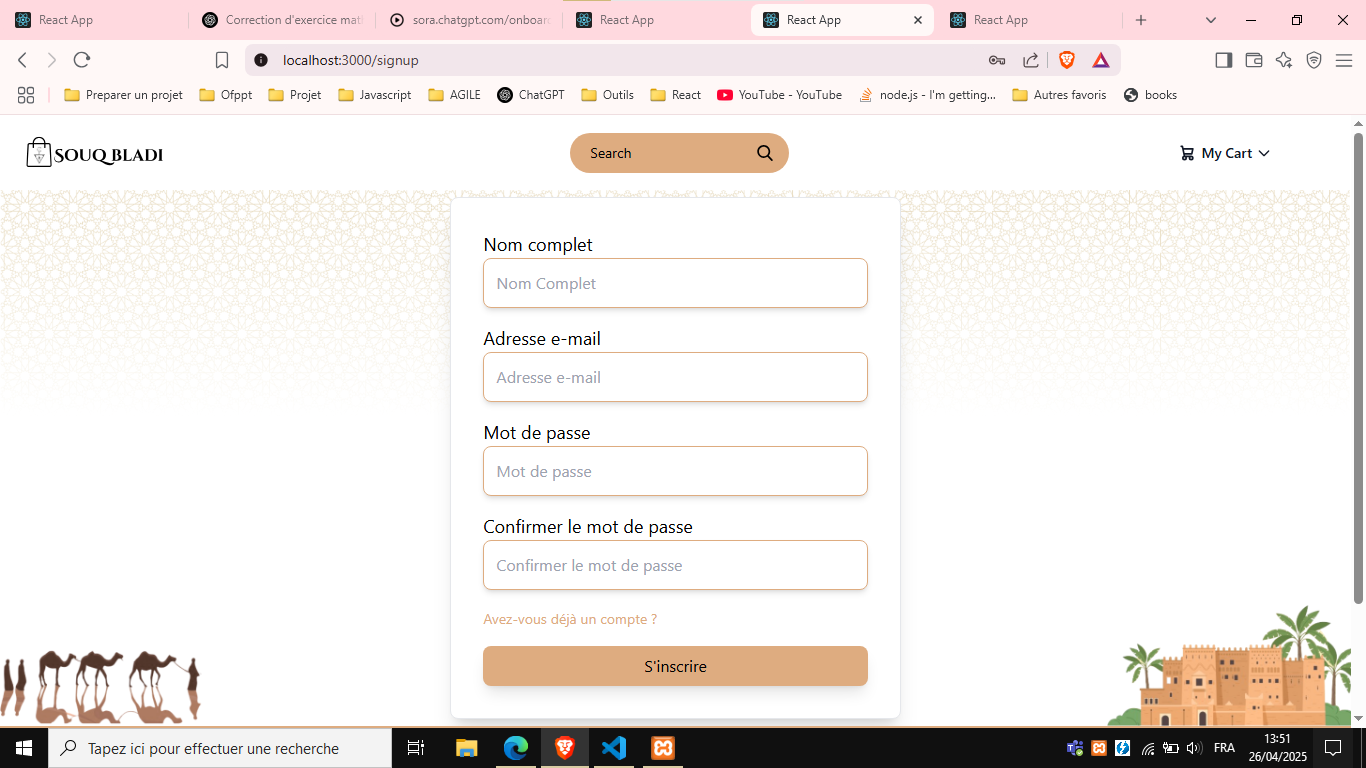 React App
Correction d'exercice mat
sora.chatgpt.com/onboar
React App
React App
React App
localhost:3000/signup
Preparer un projet
Ofppt
Projet
Javascript
AGILE
ChatGPT
Outils
React
YouTube - YouTube
node.js - I'm getting...
Autres favoris
books
SOUQ BLADI
Search
My Cart
Nom complet
Nom Complet
Adresse e-mail
Adresse e-mail
Mot de passe
Mot de passe
Confirmer le mot de passe
Confirmer le mot de passe
Avez-vous déjà un compte ?
S'inscrire
Tapez ici pour effectuer une recherche
FRA
13:51
26/04/2025